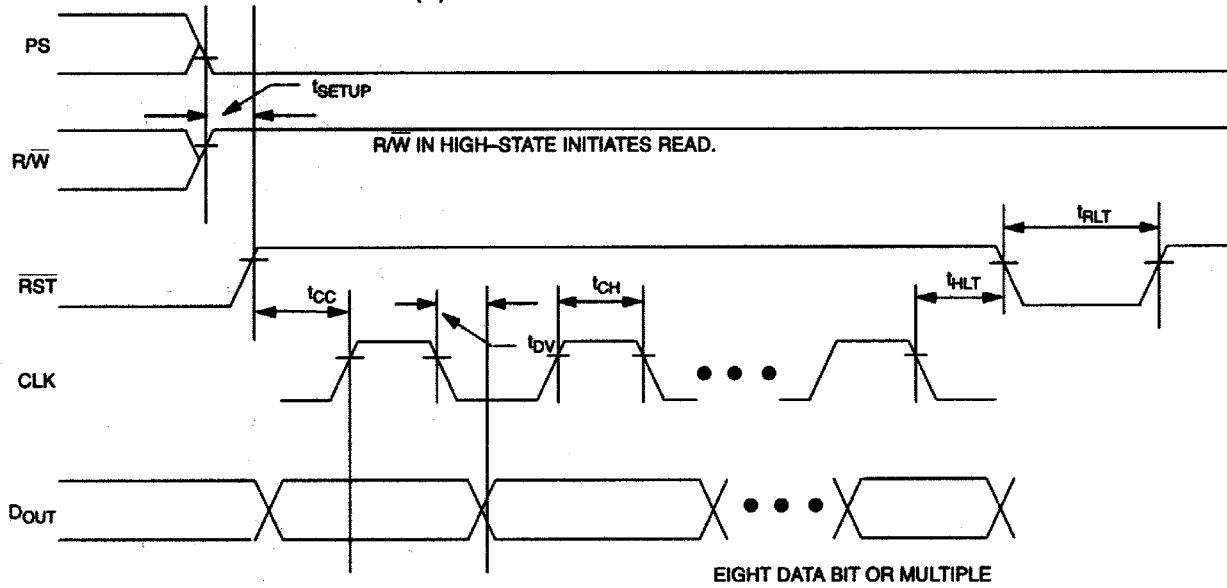 PS
tSETUP
R/W̅
R/W̅ IN HIGH–STATE INITIATES READ.
tRLT
R̅S̅T̅
tCC
tCH
tHLT
tDV
CLK
DOUT
EIGHT DATA BIT OR MULTIPLE